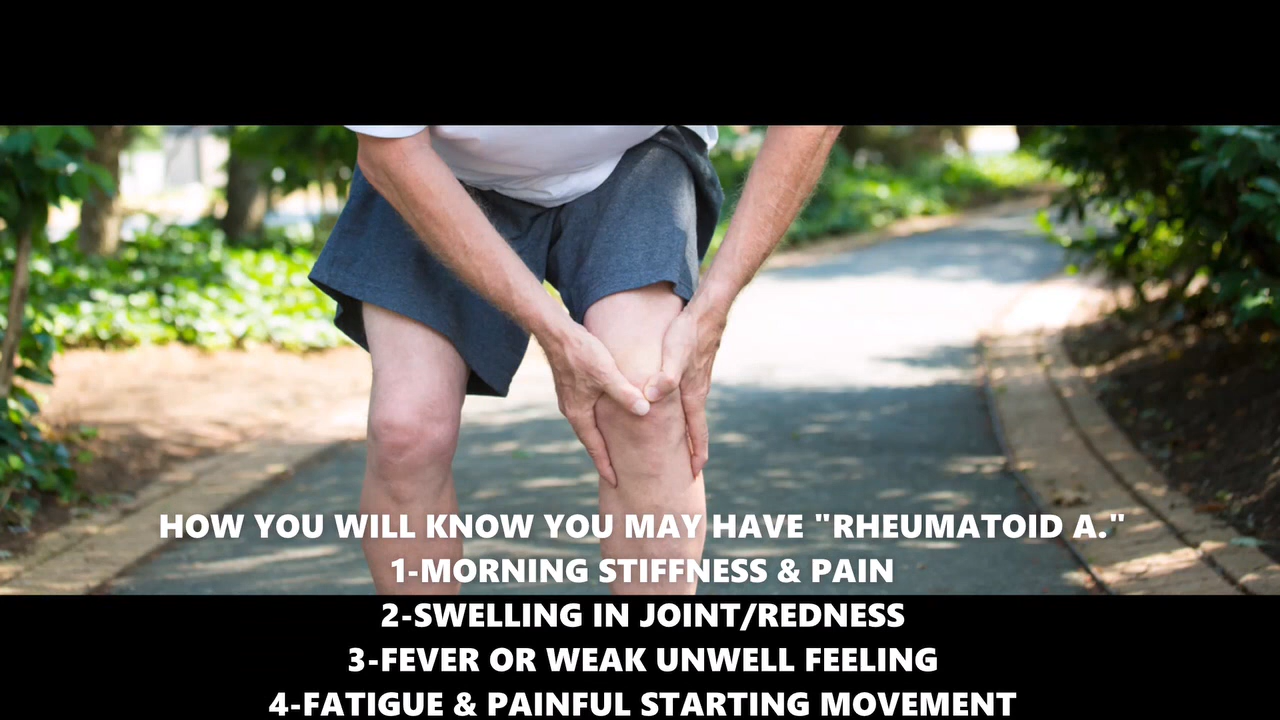 HOW YOU WILL KNOW YOU MAY HAVE "RHEUMATOID A."
1-MORNING STIFFNESS & PAIN
2-SWELLING IN JOINT/REDNESS
3-FEVER OR WEAK UNWELL FEELING
4-FATIGUE & PAINFUL STARTING MOVEMENT